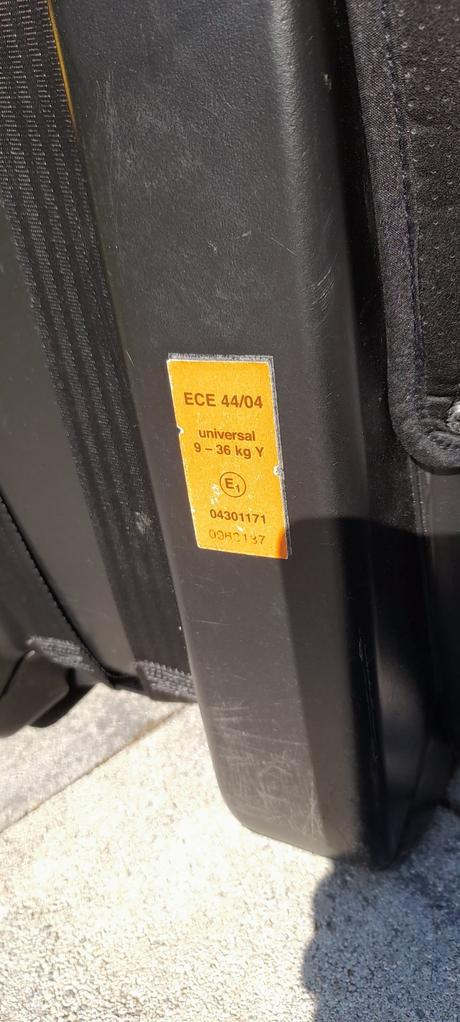 ECE 44/04
universal
9 – 36 kg Y
E1
04301171